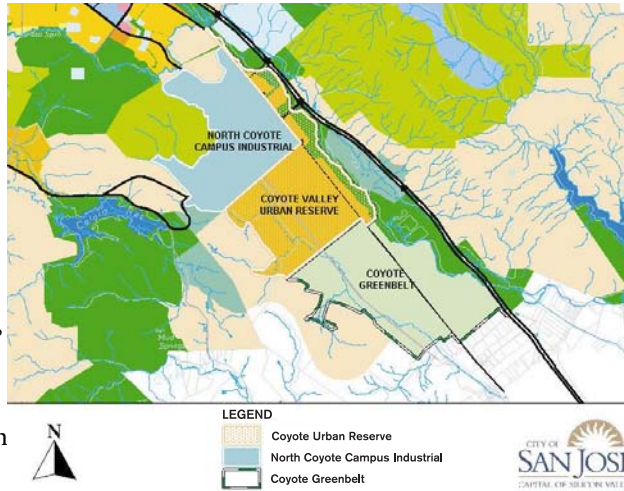 NORTH COYOTE
CAMPUS INDUSTRIAL
COYOTE VALLEY
URBAN RESERVE
COYOTE
GREENBELT
N
LEGEND
Coyote Urban Reserve
North Coyote Campus Industrial
Coyote Greenbelt
CITY OF
SAN JOSE
CAPITAL OF SILICON VALLEY